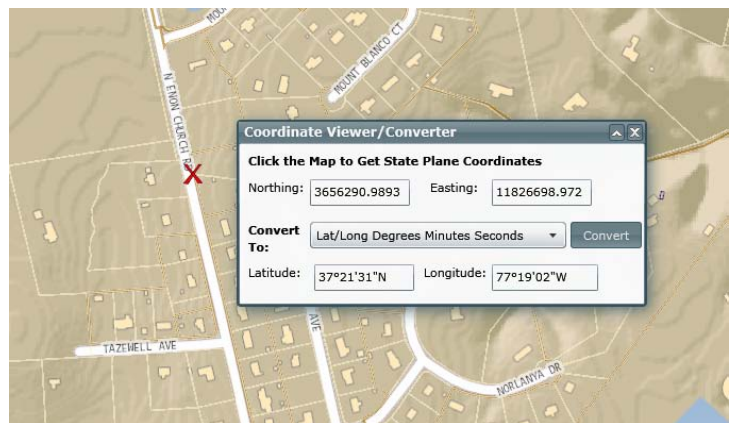 MOUNT BLANCO CT
N ENON CHURCH R
Coordinate Viewer/Converter
Click the Map to Get State Plane Coordinates
Northing: 3656290.9893 Easting: 11826698.972
Convert To: Lat/Long Degrees Minutes Seconds Convert
Latitude: 37°21'31"N Longitude: 77°19'02"W
AVE
TAZEWELL AVE
NORLANYA DR